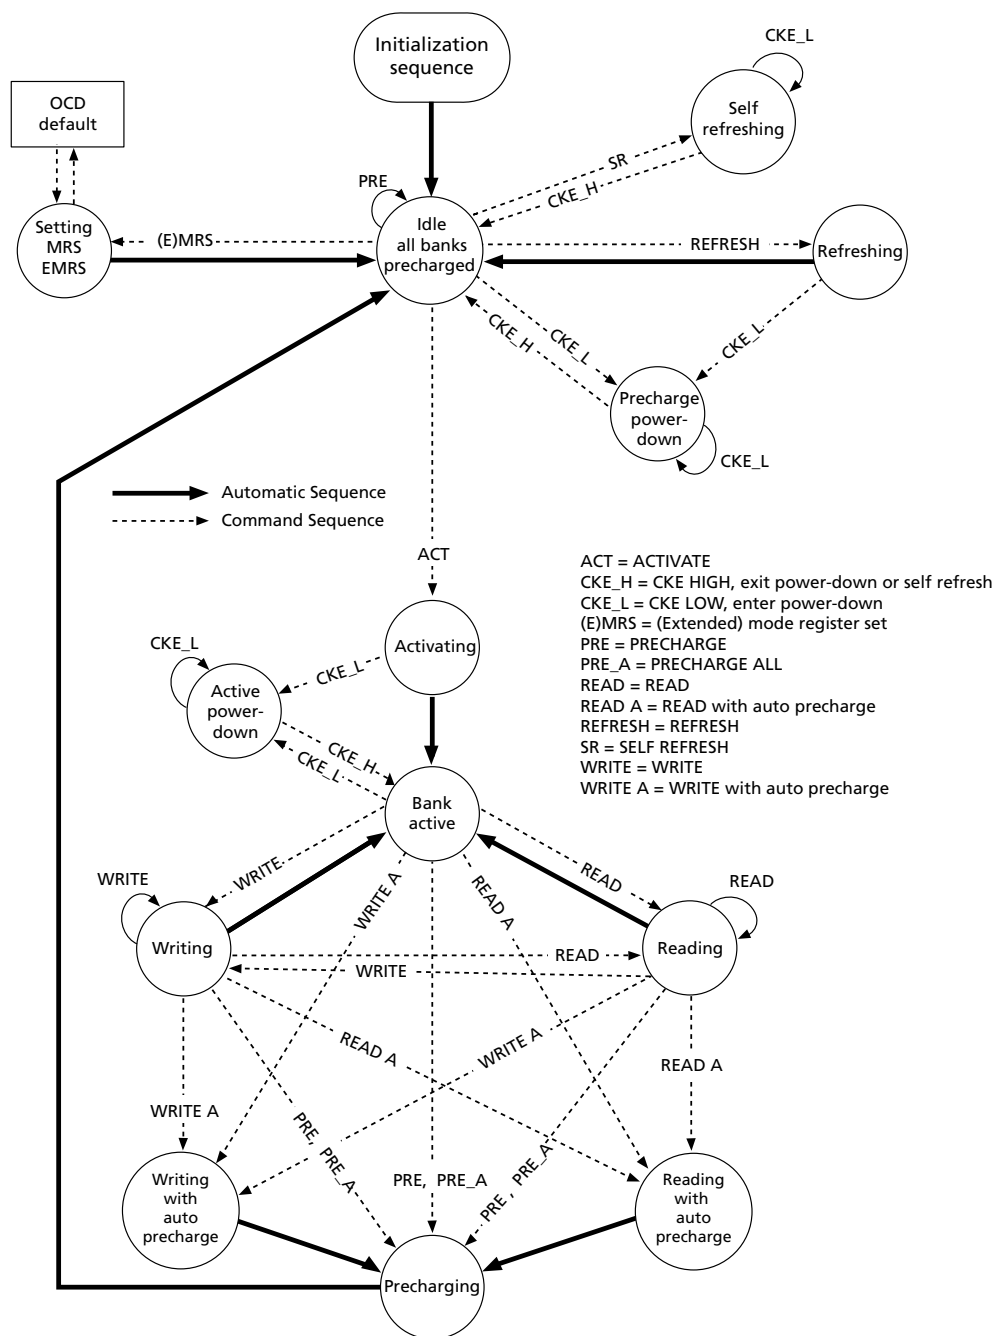 Initialization
sequence
CKE_L
OCD
default
Self
refreshing
PRE
SR
CKE_H
Setting
MRS
EMRS
(E)MRS
Idle
all banks
precharged
REFRESH
Refreshing
CKE_H
CKE_L
CKE_L
Precharge
power-
down
CKE_L
Automatic Sequence
Command Sequence
ACT
ACT = ACTIVATE
CKE_H = CKE HIGH, exit power-down or self refresh
CKE_L = CKE LOW, enter power-down
(E)MRS = (Extended) mode register set
PRE = PRECHARGE
PRE_A = PRECHARGE ALL
READ = READ
READ A = READ with auto precharge
REFRESH = REFRESH
SR = SELF REFRESH
WRITE = WRITE
WRITE A = WRITE with auto precharge
Activating
CKE_L
CKE_L
Active
power-
down
CKE_H
CKE_L
Bank
active
WRITE
WRITE
WRITE A
READ A
READ
READ
Writing
READ
WRITE
Reading
READ A
WRITE A
READ A
WRITE A
PRE, PRE_A
PRE, PRE_A
PRE, PRE_A
Writing
with
auto
precharge
Reading
with
auto
precharge
Precharging